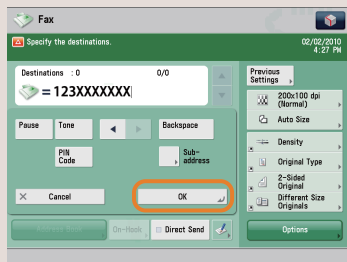 Fax
Specify the destinations.
02/02/2010
4:27 PM
Destinations : 0 0/0
= 123XXXXXXX
Pause Tone Backspace
PIN
Code
Sub-
address
Cancel OK
On-Hook Direct Send
Previous
Settings
200x100 dpi
(Normal)
Auto Size
Density
Original Type
2-Sided
Original
Different Size
Originals
Options